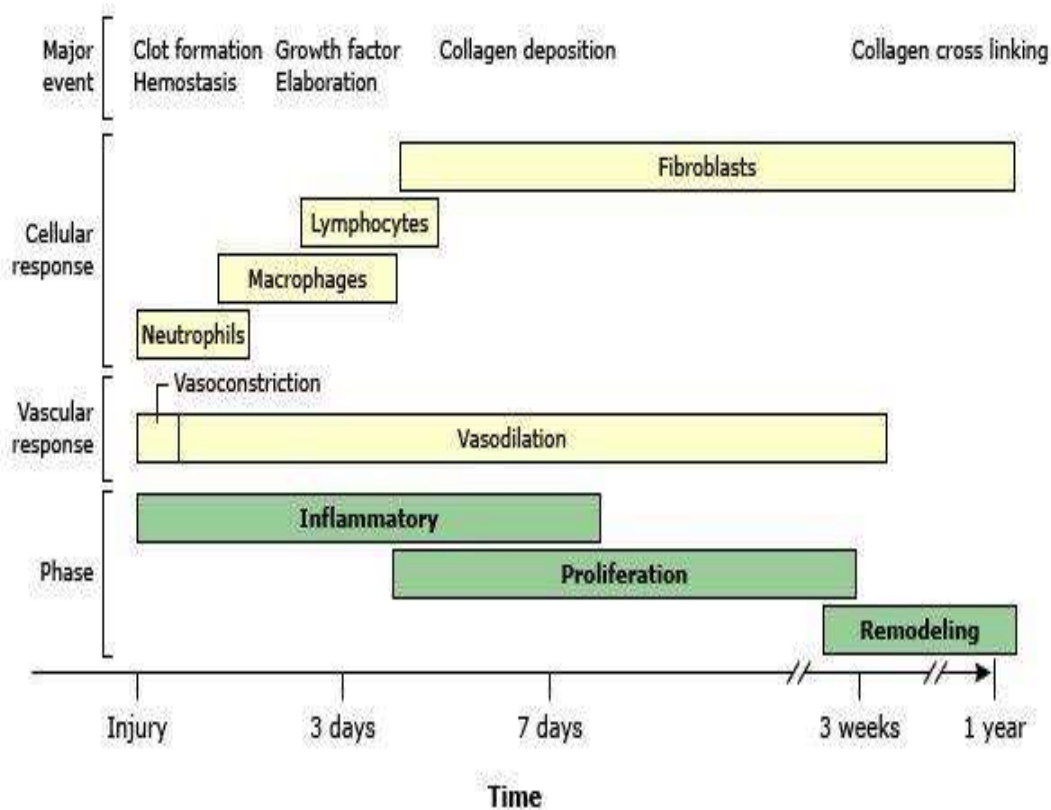 Major
event
Clot formation
Hemostasis
Growth factor
Elaboration
Collagen deposition
Collagen cross linking
Cellular
response
Fibroblasts
Lymphocytes
Macrophages
Neutrophils
Vascular
response
Vasoconstriction
Vasodilation
Phase
Inflammatory
Proliferation
Remodeling
Injury
3 days
7 days
3 weeks
1 year
Time